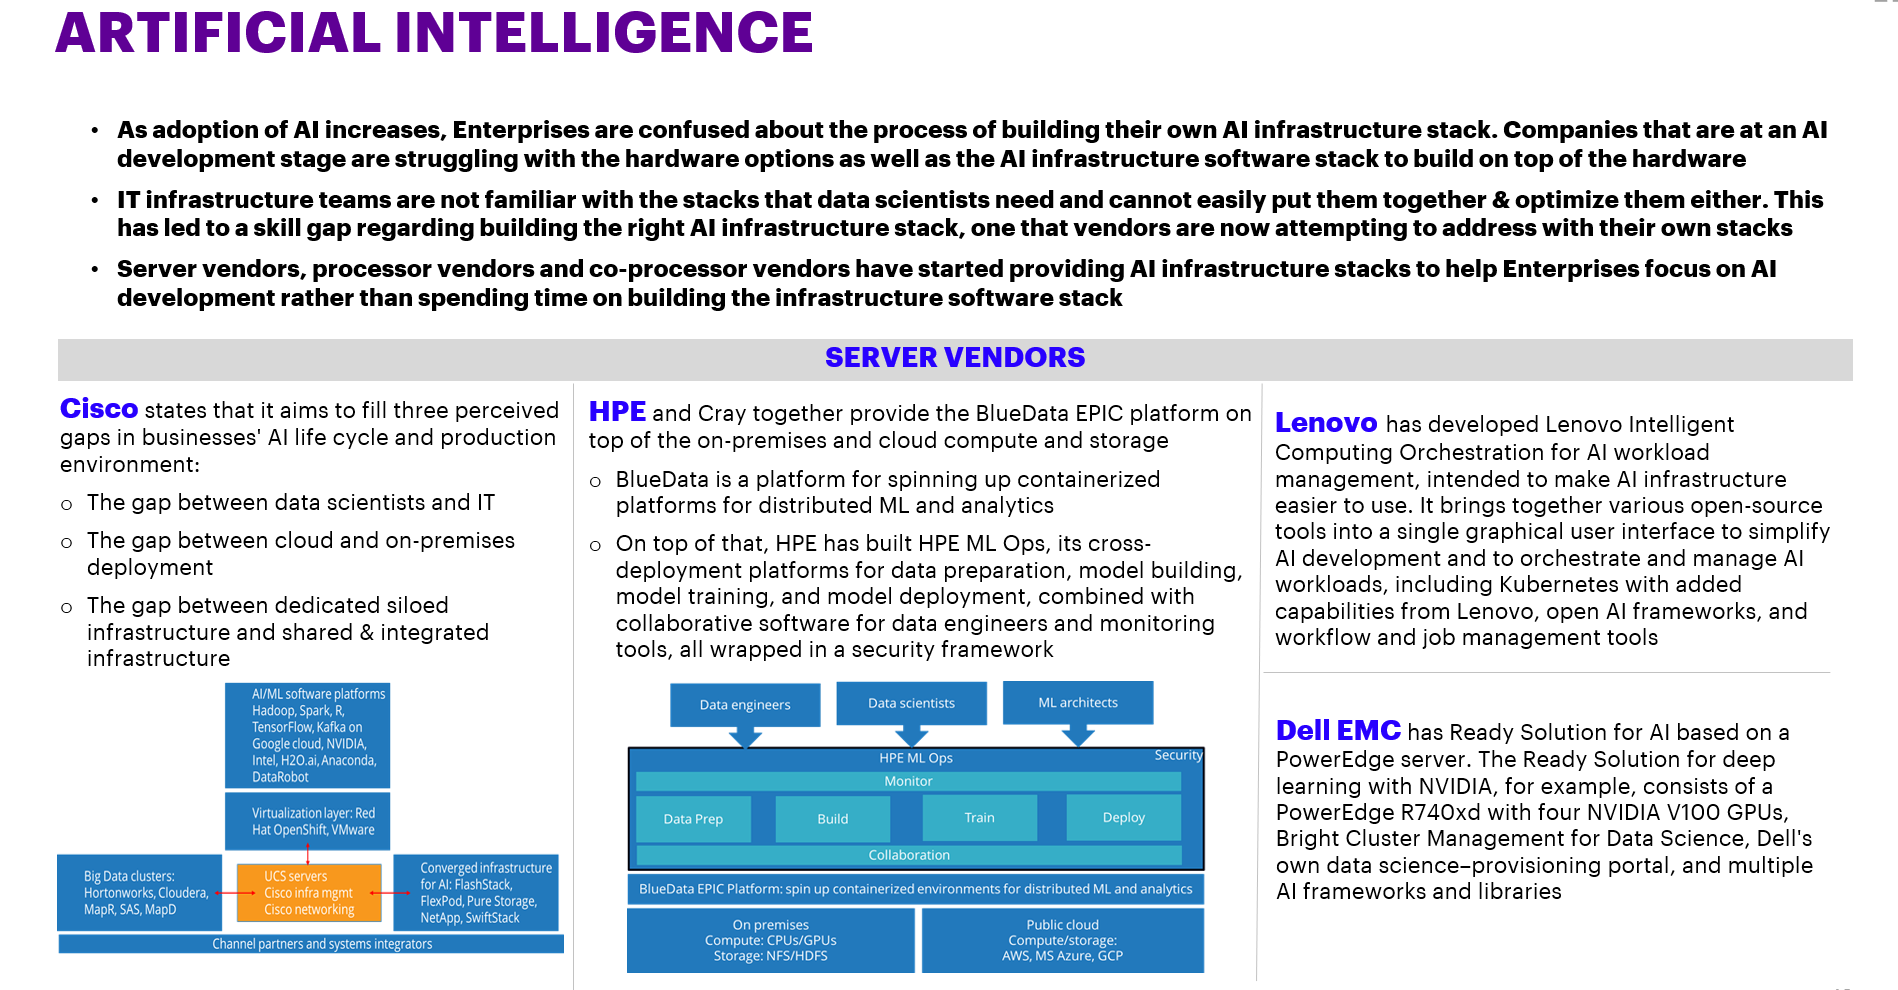 ARTIFICIAL INTELLIGENCE
• As adoption of AI increases, Enterprises are confused about the process of building their own AI infrastructure stack. Companies that are at an AI
development stage are struggling with the hardware options as well as the AI infrastructure software stack to build on top of the hardware
• IT infrastructure teams are not familiar with the stacks that data scientists need and cannot easily put them together & optimize them either. This
has led to a skill gap regarding building the right AI infrastructure stack, one that vendors are now attempting to address with their own stacks
• Server vendors, processor vendors and co-processor vendors have started providing AI infrastructure stacks to help Enterprises focus on AI
development rather than spending time on building the infrastructure software stack
SERVER VENDORS
Cisco states that it aims to fill three perceived
gaps in businesses' AI life cycle and production
environment:
o The gap between data scientists and IT
o The gap between cloud and on-premises
deployment
o The gap between dedicated siloed
infrastructure and shared & integrated
infrastructure
AI/ML software platforms
Hadoop, Spark, R,
TensorFlow, Kafka on
Google cloud, NVIDIA,
Intel, H2O.ai, Anaconda,
DataRobot
Virtualization layer: Red
Hat OpenShift, VMware
Big Data clusters:
Hortonworks, Cloudera,
MapR, SAS, MapD
UCS servers
Cisco infra mgmt
Cisco networking
Converged infrastructure
for AI: FlashStack,
FlexPod, Pure Storage,
NetApp, SwiftStack
Channel partners and systems integrators
HPE and Cray together provide the BlueData EPIC platform on
top of the on-premises and cloud compute and storage
o BlueData is a platform for spinning up containerized
platforms for distributed ML and analytics
o On top of that, HPE has built HPE ML Ops, its cross-
deployment platforms for data preparation, model building,
model training, and model deployment, combined with
collaborative software for data engineers and monitoring
tools, all wrapped in a security framework
Data engineers
Data scientists
ML architects
HPE ML Ops
Security
Monitor
Data Prep
Build
Train
Deploy
Collaboration
BlueData EPIC Platform: spin up containerized environments for distributed ML and analytics
On premises
Compute: CPUs/GPUs
Storage: NFS/HDFS
Public cloud
Compute/storage:
AWS, MS Azure, GCP
Lenovo has developed Lenovo Intelligent
Computing Orchestration for AI workload
management, intended to make AI infrastructure
easier to use. It brings together various open-source
tools into a single graphical user interface to simplify
AI development and to orchestrate and manage AI
workloads, including Kubernetes with added
capabilities from Lenovo, open AI frameworks, and
workflow and job management tools
Dell EMC has Ready Solution for AI based on a
PowerEdge server. The Ready Solution for deep
learning with NVIDIA, for example, consists of a
PowerEdge R740xd with four NVIDIA V100 GPUs,
Bright Cluster Management for Data Science, Dell's
own data science–provisioning portal, and multiple
AI frameworks and libraries